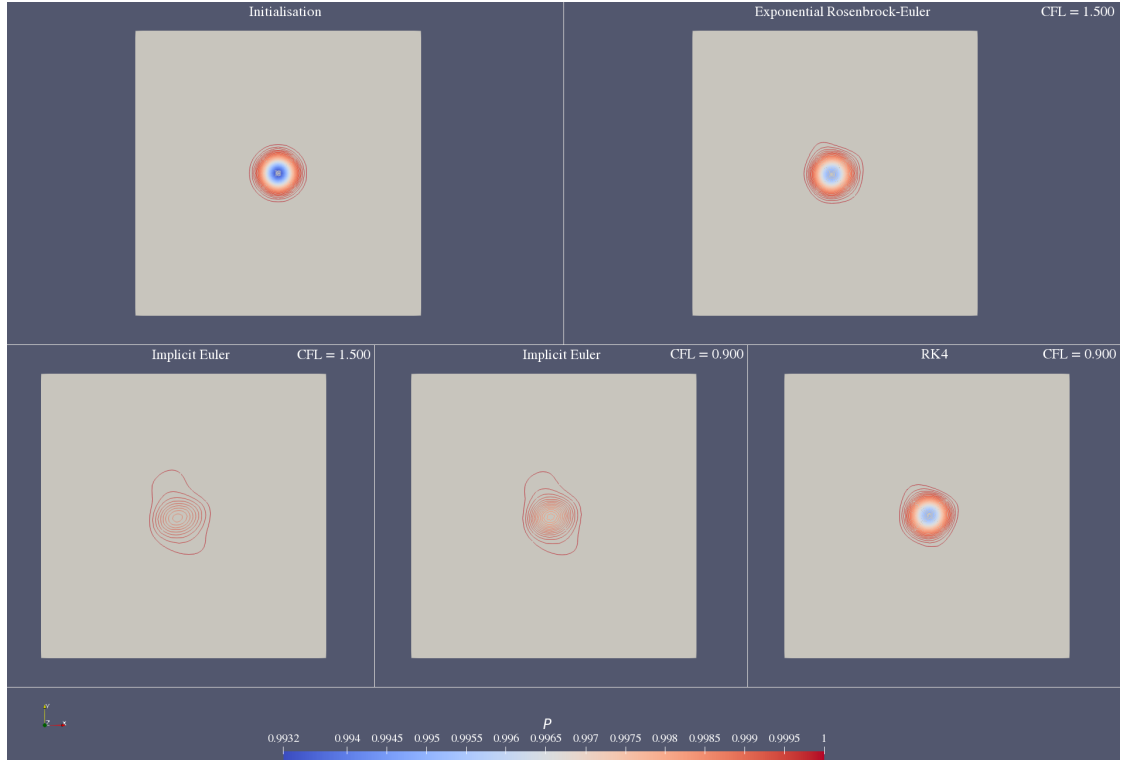 Initialisation
Exponential Rosenbrock-Euler CFL = 1.500
Implicit Euler CFL = 1.500
Implicit Euler CFL = 0.900
RK4 CFL = 0.900
P
0.9932 0.994 0.9945 0.995 0.9955 0.996 0.9965 0.997 0.9975 0.998 0.9985 0.999 0.9995 1